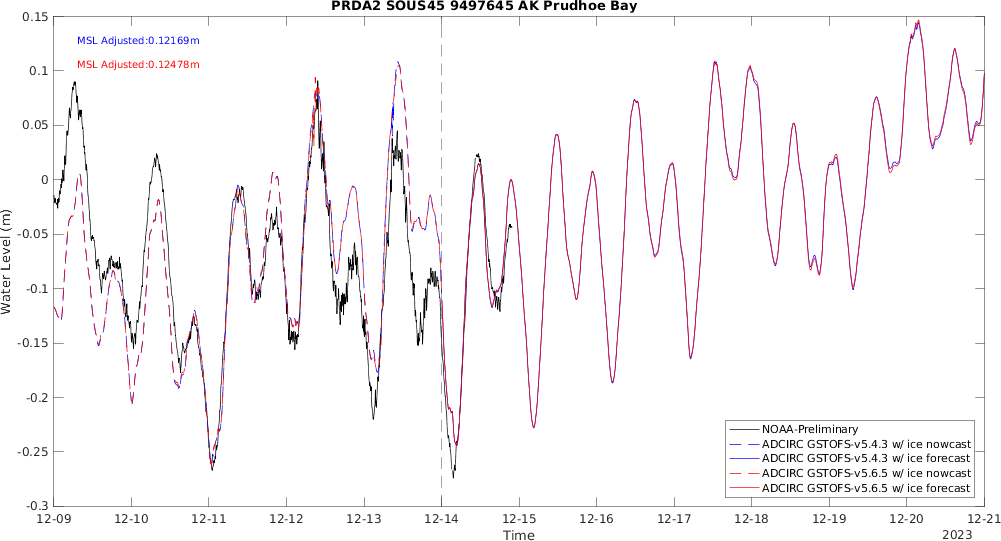 PRDA2 SOUS45 9497645 AK Prudhoe Bay
MSL Adjusted:0.12169m
MSL Adjusted:0.12478m
Water Level (m)
0.15
0.1
0.05
0
-0.05
-0.1
-0.15
-0.2
-0.25
-0.3
NOAA-Preliminary
ADCIRC GSTOFS-v5.4.3 w/ ice nowcast
ADCIRC GSTOFS-v5.4.3 w/ ice forecast
ADCIRC GSTOFS-v5.6.5 w/ ice nowcast
ADCIRC GSTOFS-v5.6.5 w/ ice forecast
12-09 12-10 12-11 12-12 12-13 12-14 12-15 12-16 12-17 12-18 12-19 12-20 12-21
Time
2023